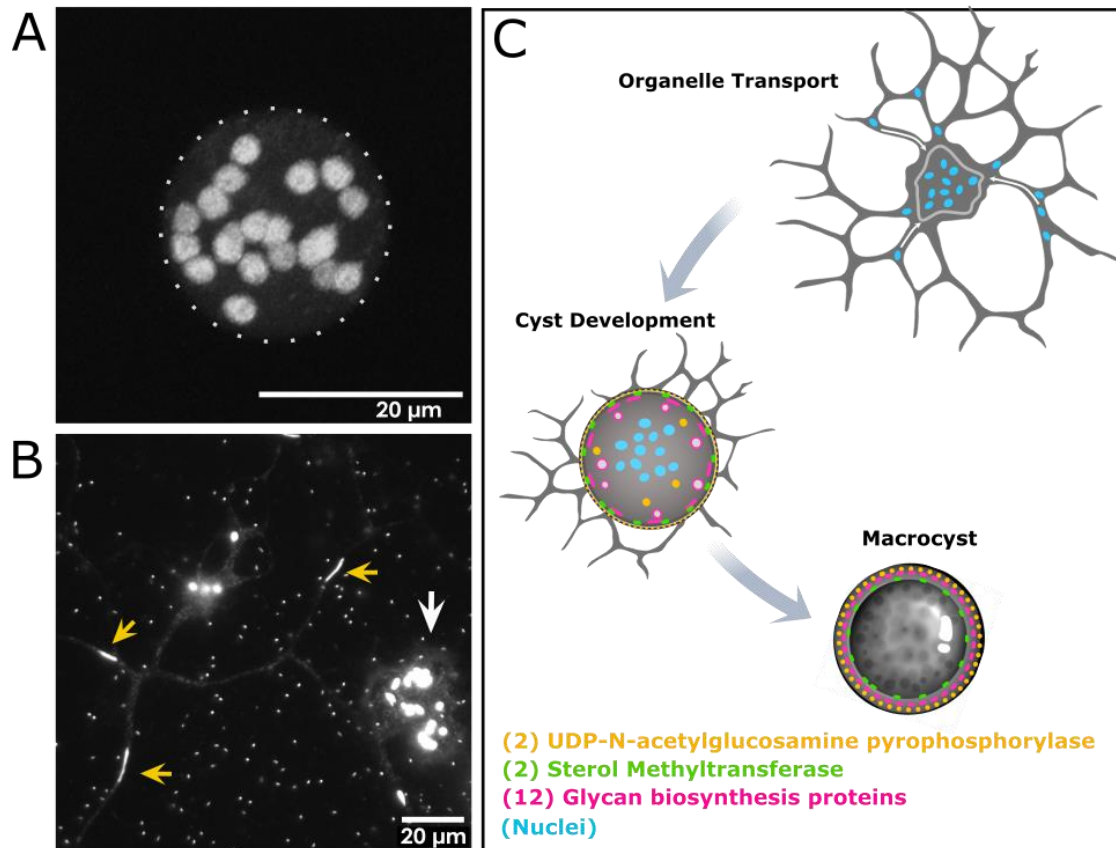 A
20 µm
B
20 µm
C
Organelle Transport
Cyst Development
Macrocyst
(2) UDP-N-acetylglucosamine pyrophosphorylase
(2) Sterol Methyltransferase
(12) Glycan biosynthesis proteins
(Nuclei)